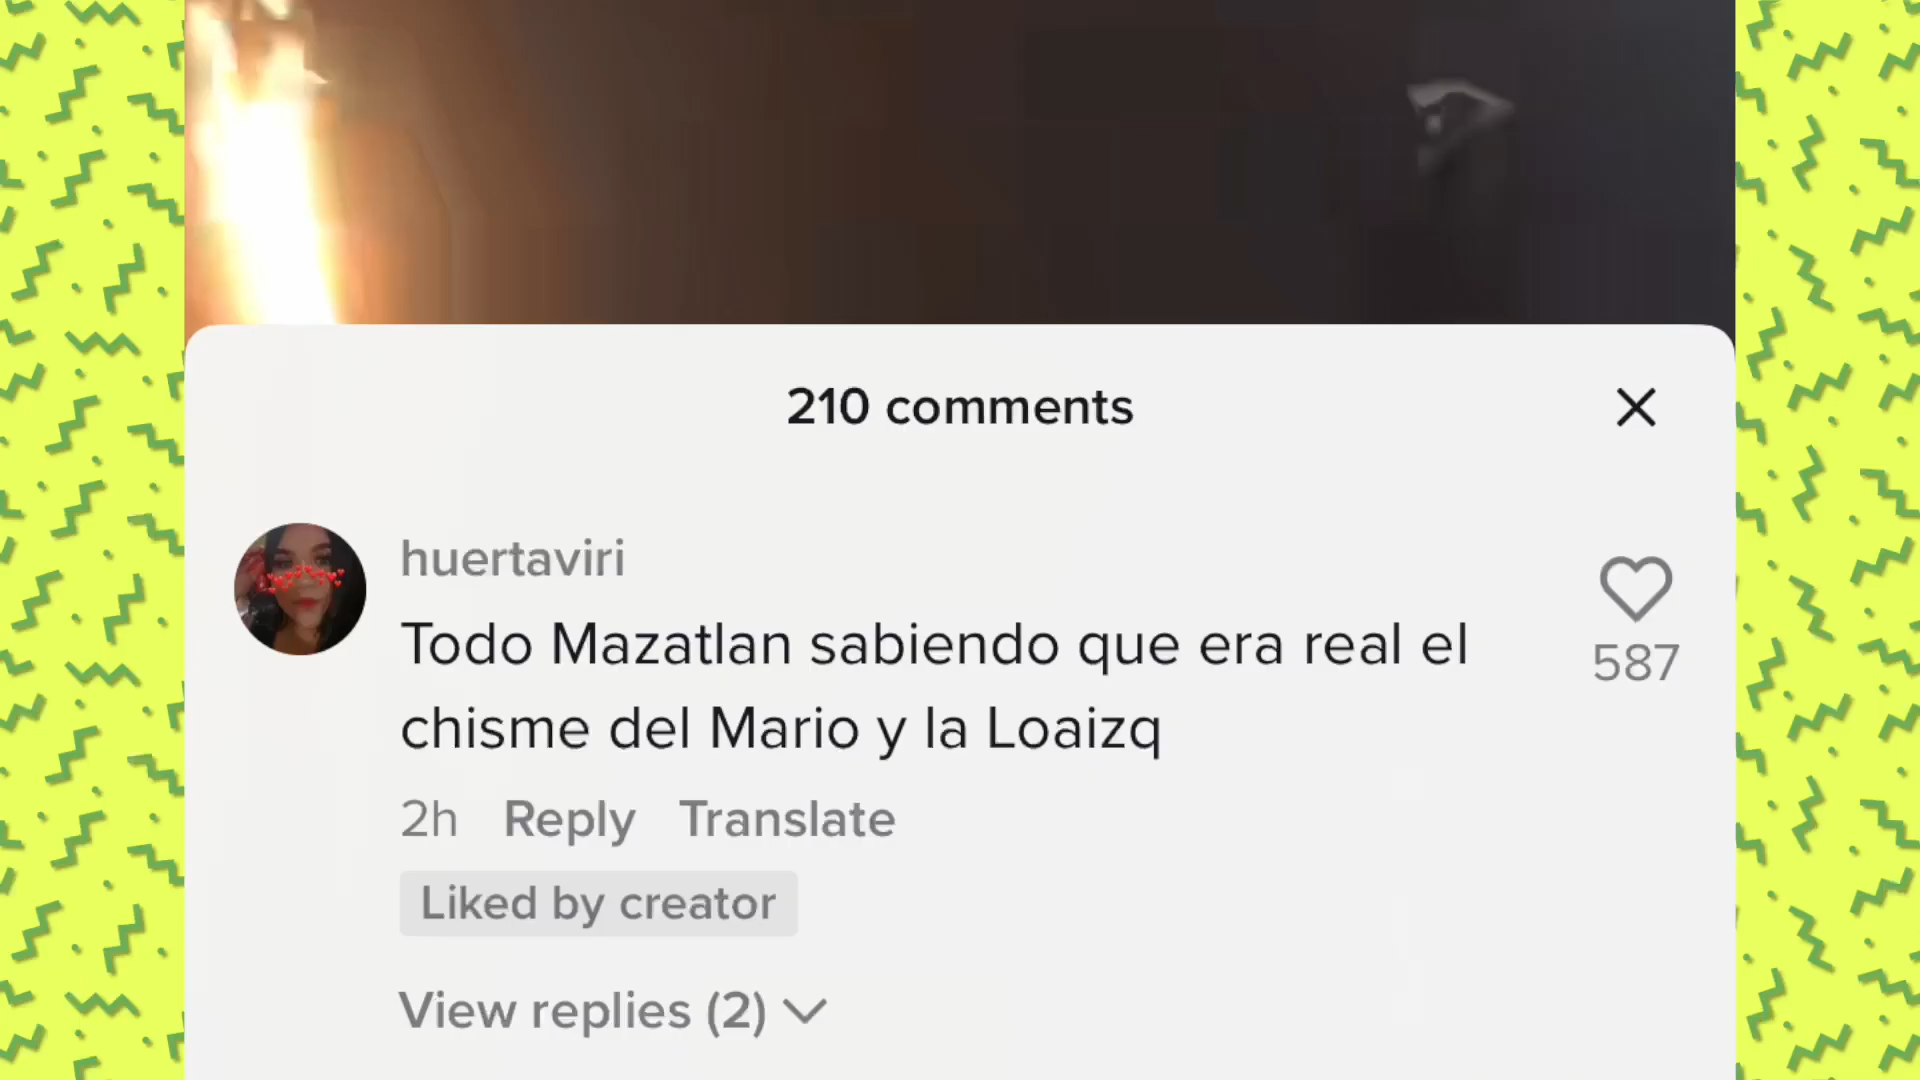 210 comments
huertaviri
Todo Mazatlan sabiendo que era real el
chisme del Mario y la Loaizq
587
2h Reply Translate
Liked by creator
View replies (2)